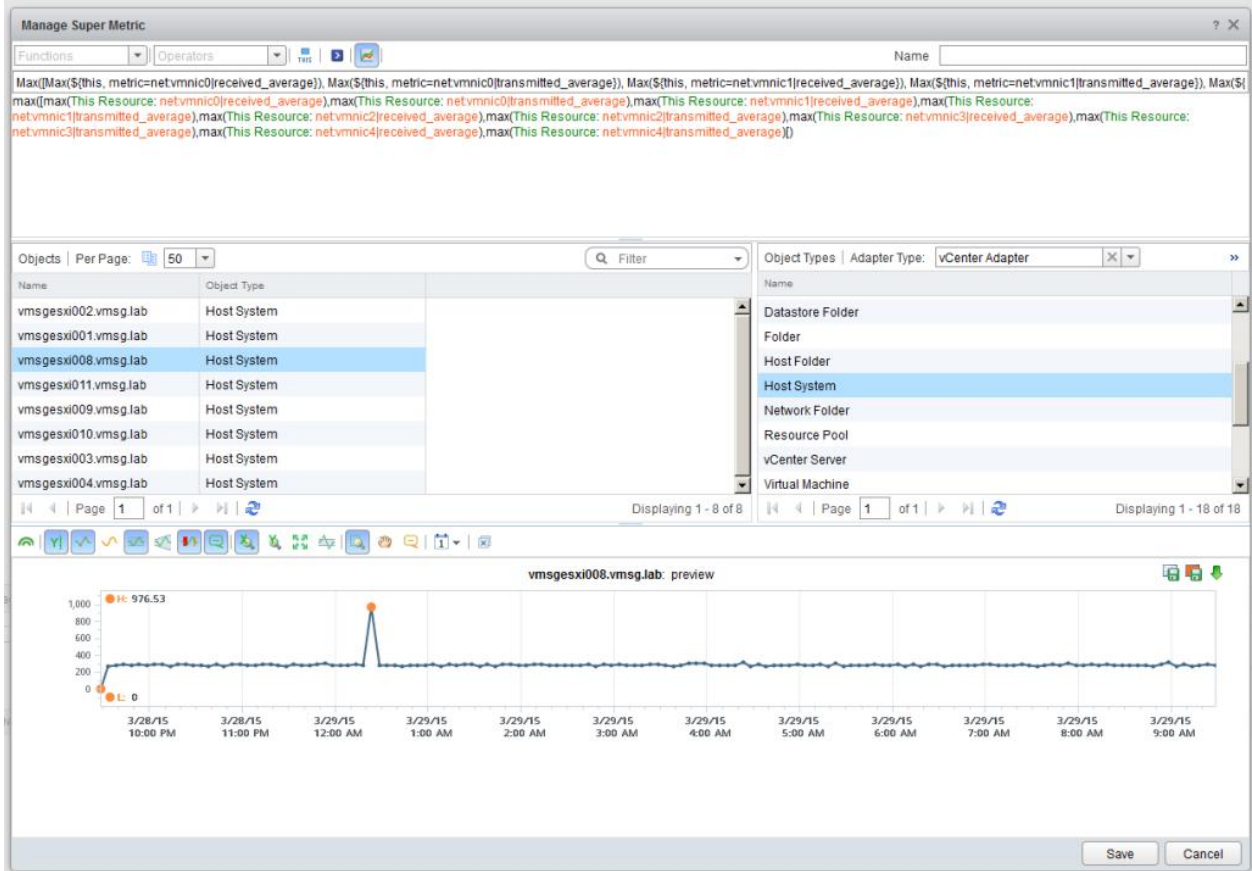 Manage Super Metric ?
Functions Operators THIS Name
Max([Max(${this, metric=net:vmnic0|received_average}), Max(${this, metric=net:vmnic0|transmitted_average}), Max(${this, metric=net:vmnic1|received_average}), Max(${this, metric=net:vmnic1|transmitted_average}), Max(${
max([max(This Resource: net:vmnic0|received_average),max(This Resource: net:vmnic0|transmitted_average),max(This Resource: net:vmnic1|received_average),max(This Resource:
net:vmnic1|transmitted_average),max(This Resource: net:vmnic2|received_average),max(This Resource: net:vmnic2|transmitted_average),max(This Resource: net:vmnic3|received_average),max(This Resource:
net:vmnic3|transmitted_average),max(This Resource: net:vmnic4|received_average),max(This Resource: net:vmnic4|transmitted_average)[)
Objects | Per Page: 50 Filter
Name Object Type
vmsgesxi002.vmsg.lab Host System
vmsgesxi001.vmsg.lab Host System
vmsgesxi008.vmsg.lab Host System
vmsgesxi011.vmsg.lab Host System
vmsgesxi009.vmsg.lab Host System
vmsgesxi010.vmsg.lab Host System
vmsgesxi003.vmsg.lab Host System
vmsgesxi004.vmsg.lab Host System
Page 1 of 1 Displaying 1 - 8 of 8
Object Types | Adapter Type: vCenter Adapter »
Name
Datastore Folder
Folder
Host Folder
Host System
Network Folder
Resource Pool
vCenter Server
Virtual Machine
Page 1 of 1 Displaying 1 - 18 of 18
vmsgesxi008.vmsg.lab: preview
H: 976.53
1,000
800
600
400
200
0
L: 0
3/28/15 3/28/15 3/29/15 3/29/15 3/29/15 3/29/15 3/29/15 3/29/15 3/29/15 3/29/15 3/29/15 3/29/15
10:00 PM 11:00 PM 12:00 AM 1:00 AM 2:00 AM 3:00 AM 4:00 AM 5:00 AM 6:00 AM 7:00 AM 8:00 AM 9:00 AM
Save Cancel